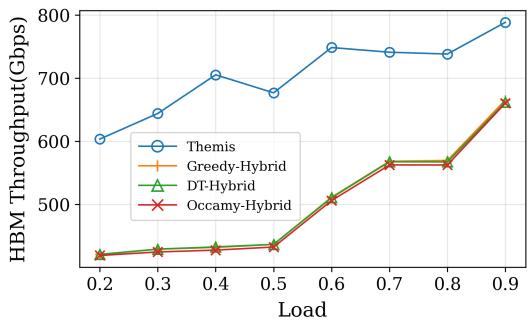 800
700
600
500
HBM Throughput(Gbps)
Themis
Greedy-Hybrid
DT-Hybrid
Occamy-Hybrid
0.2 0.3 0.4 0.5 0.6 0.7 0.8 0.9
Load